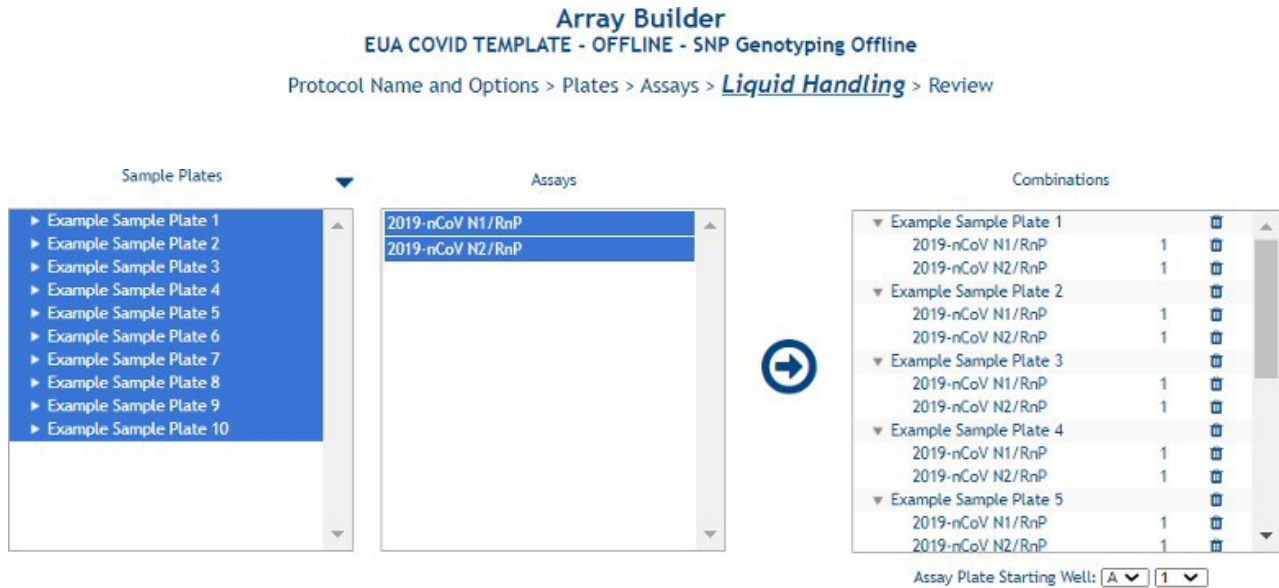 Array Builder
EUA COVID TEMPLATE - OFFLINE - SNP Genotyping Offline
Protocol Name and Options > Plates > Assays > Liquid Handling > Review
Sample Plates
Example Sample Plate 1
Example Sample Plate 2
Example Sample Plate 3
Example Sample Plate 4
Example Sample Plate 5
Example Sample Plate 6
Example Sample Plate 7
Example Sample Plate 8
Example Sample Plate 9
Example Sample Plate 10
Assays
2019-nCoV N1/RnP
2019-nCoV N2/RnP
Combinations
Example Sample Plate 1
2019-nCoV N1/RnP 1
2019-nCoV N2/RnP 1
Example Sample Plate 2
2019-nCoV N1/RnP 1
2019-nCoV N2/RnP 1
Example Sample Plate 3
2019-nCoV N1/RnP 1
2019-nCoV N2/RnP 1
Example Sample Plate 4
2019-nCoV N1/RnP 1
2019-nCoV N2/RnP 1
Example Sample Plate 5
2019-nCoV N1/RnP 1
2019-nCoV N2/RnP 1
Assay Plate Starting Well: A 1